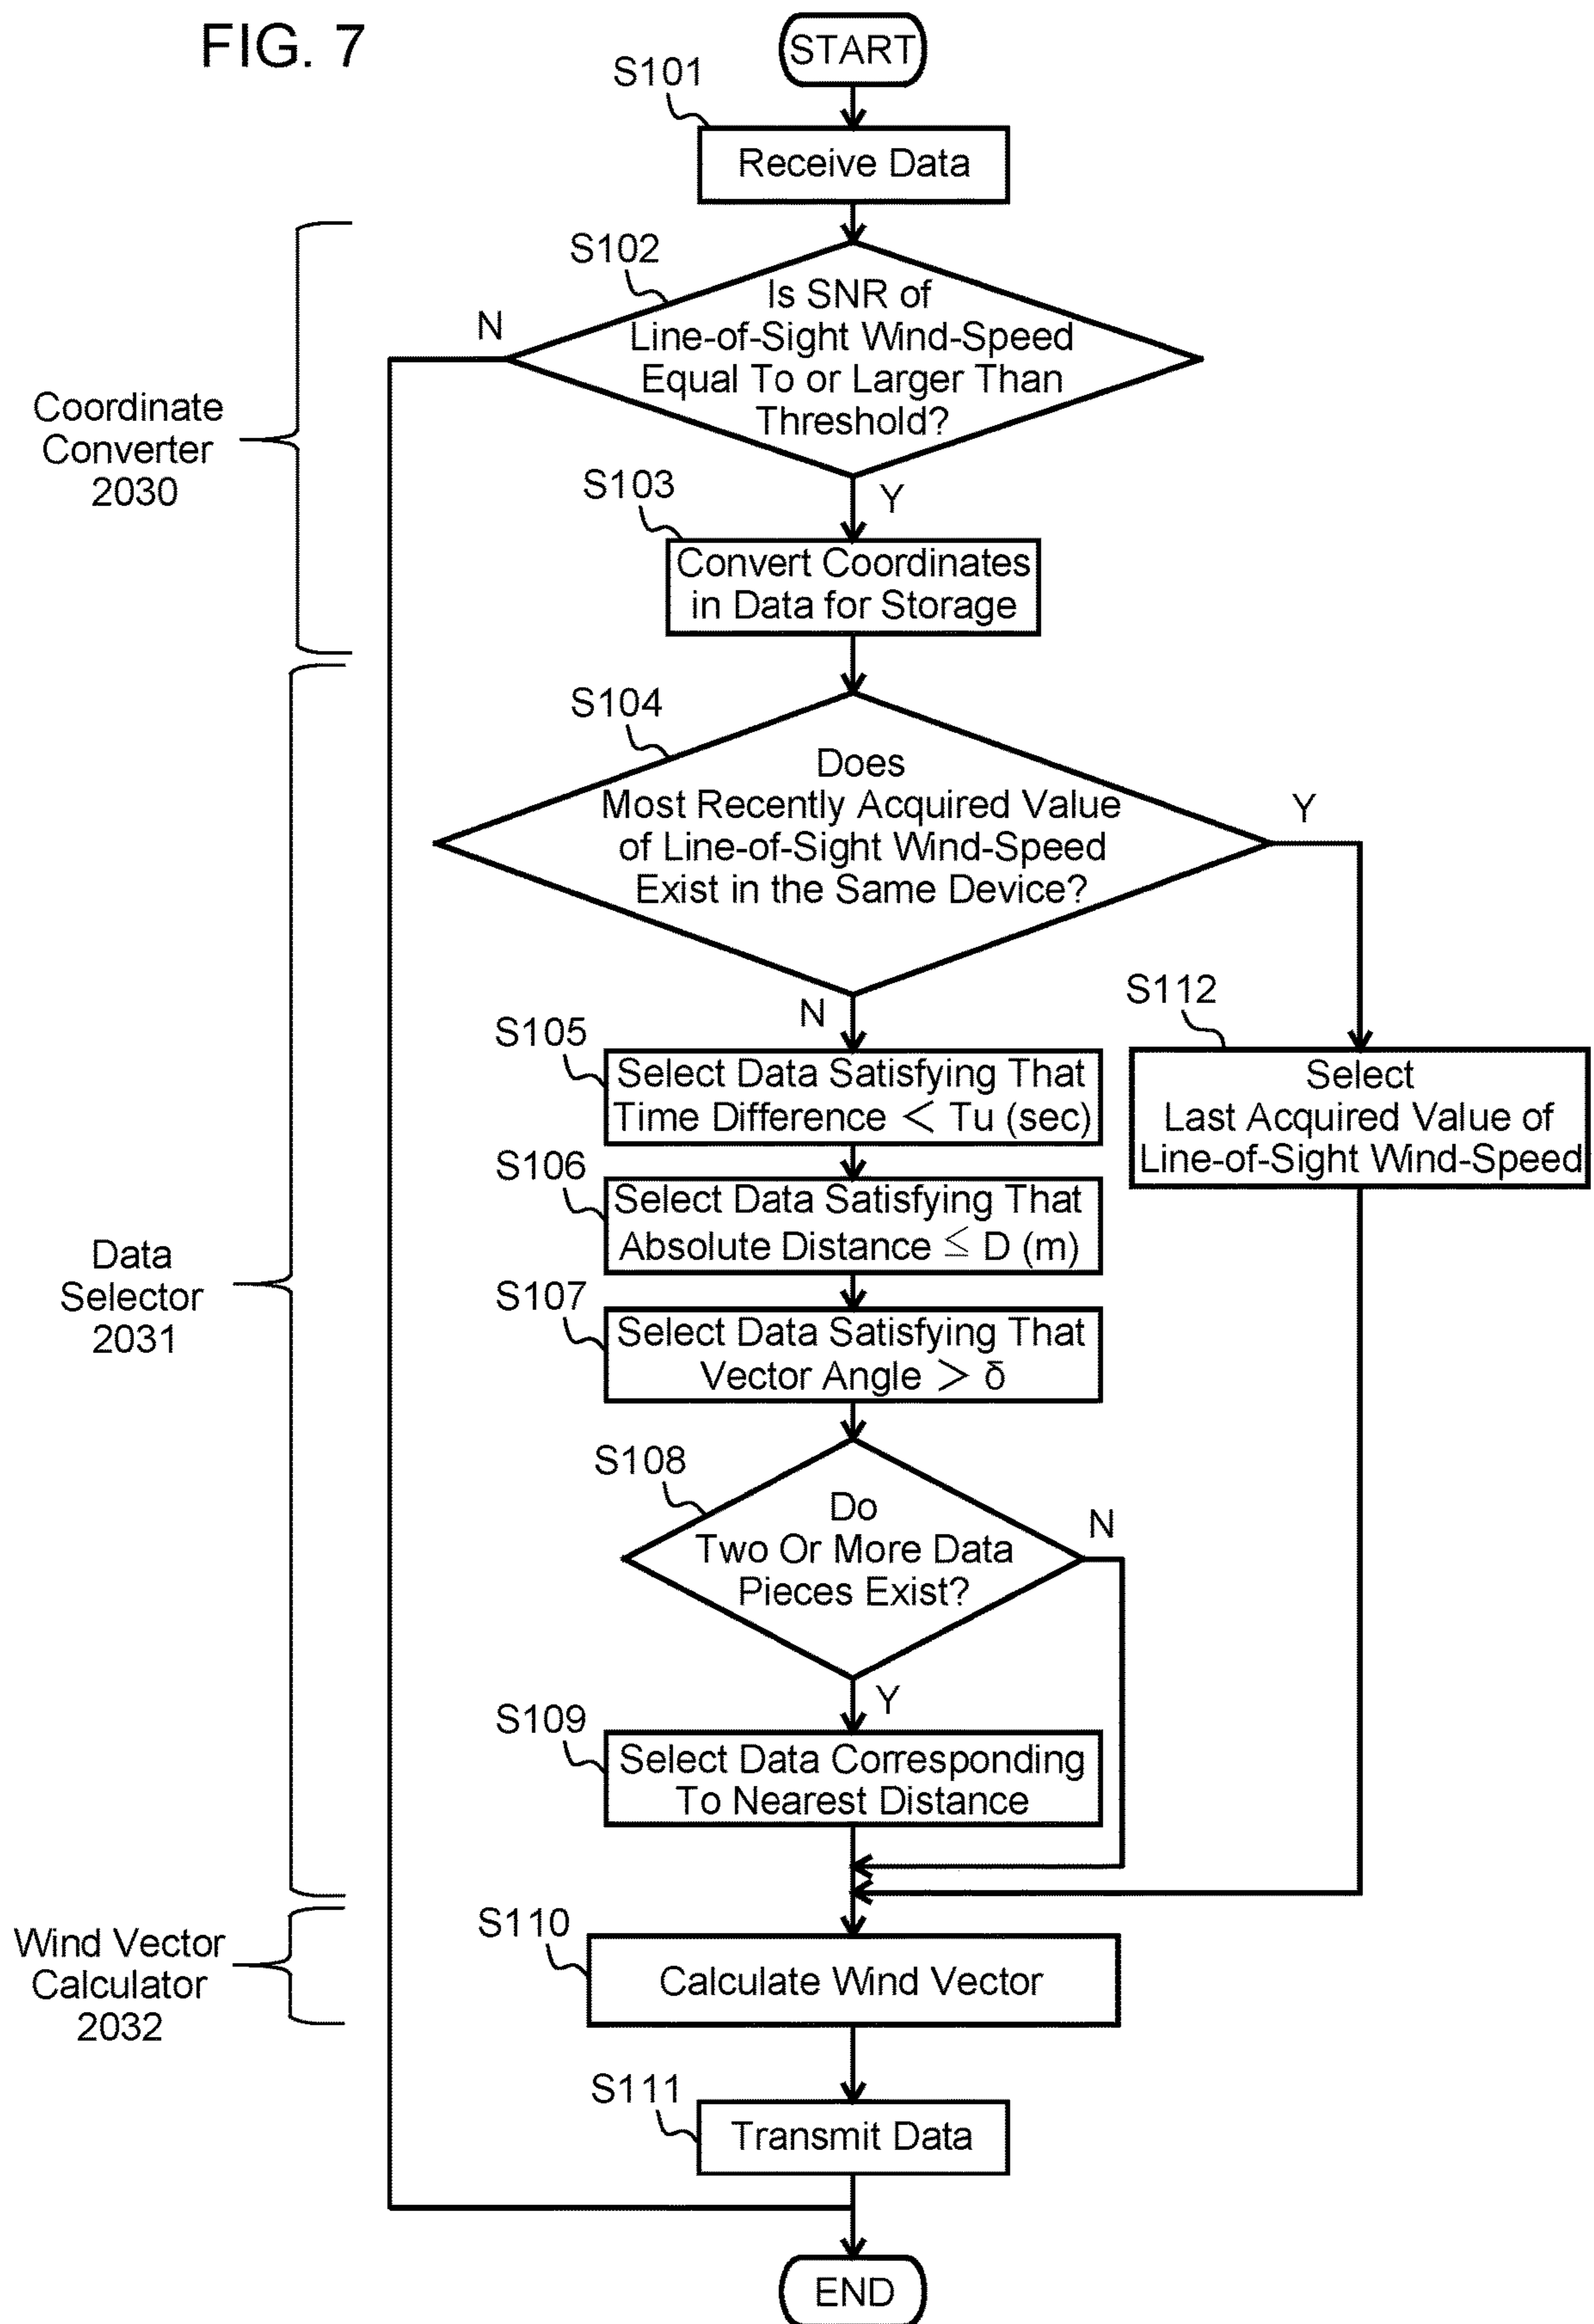 FIG. 7
START
S101
Receive Data
S102
Is SNR of
Line-of-Sight Wind-Speed
Equal To or Larger Than
Threshold?
N
Y
Coordinate
Converter
2030
S103
Convert Coordinates
in Data for Storage
S104
Does
Most Recently Acquired Value
of Line-of-Sight Wind-Speed
Exist in the Same Device?
Y
N
S112
Select
Last Acquired Value of
Line-of-Sight Wind-Speed
S105
Select Data Satisfying That
Time Difference < Tu (sec)
S106
Select Data Satisfying That
Absolute Distance ≦ D (m)
Data
Selector
2031
S107
Select Data Satisfying That
Vector Angle > δ
S108
Do
Two Or More Data
Pieces Exist?
N
Y
S109
Select Data Corresponding
To Nearest Distance
Wind Vector
Calculator
2032
S110
Calculate Wind Vector
S111
Transmit Data
END